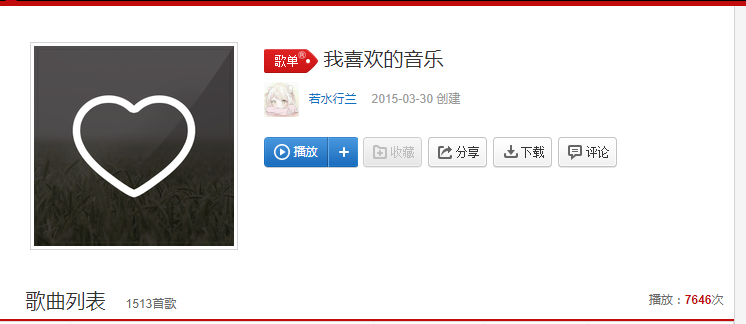 歌单® 我喜欢的音乐
若水行兰 2015-03-30 创建
播放 + 收藏 分享 下载 评论
歌曲列表 1513首歌 播放：7646次